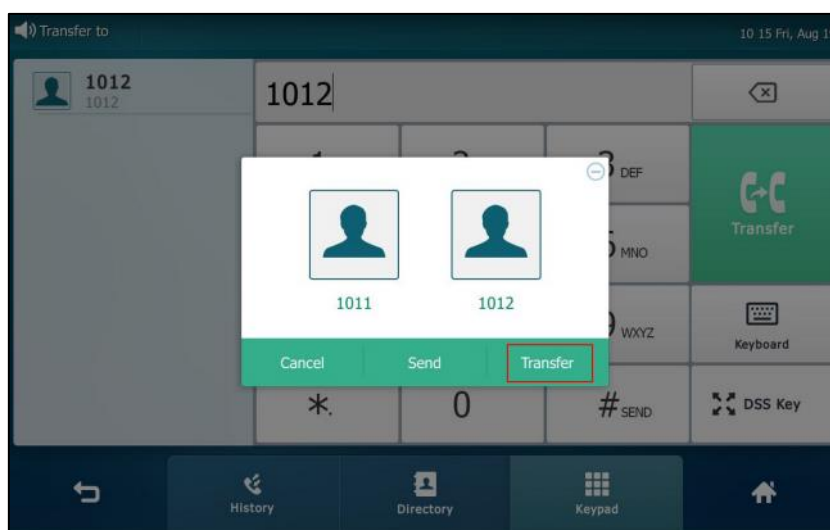 Transfer to
10 15 Fri, Aug 1
1012
1012
1012
DEF
Transfer
MNO
1011
1012
WXYZ
Keyboard
Cancel
Send
Transfer
*.
0
# SEND
DSS Key
History
Directory
Keypad